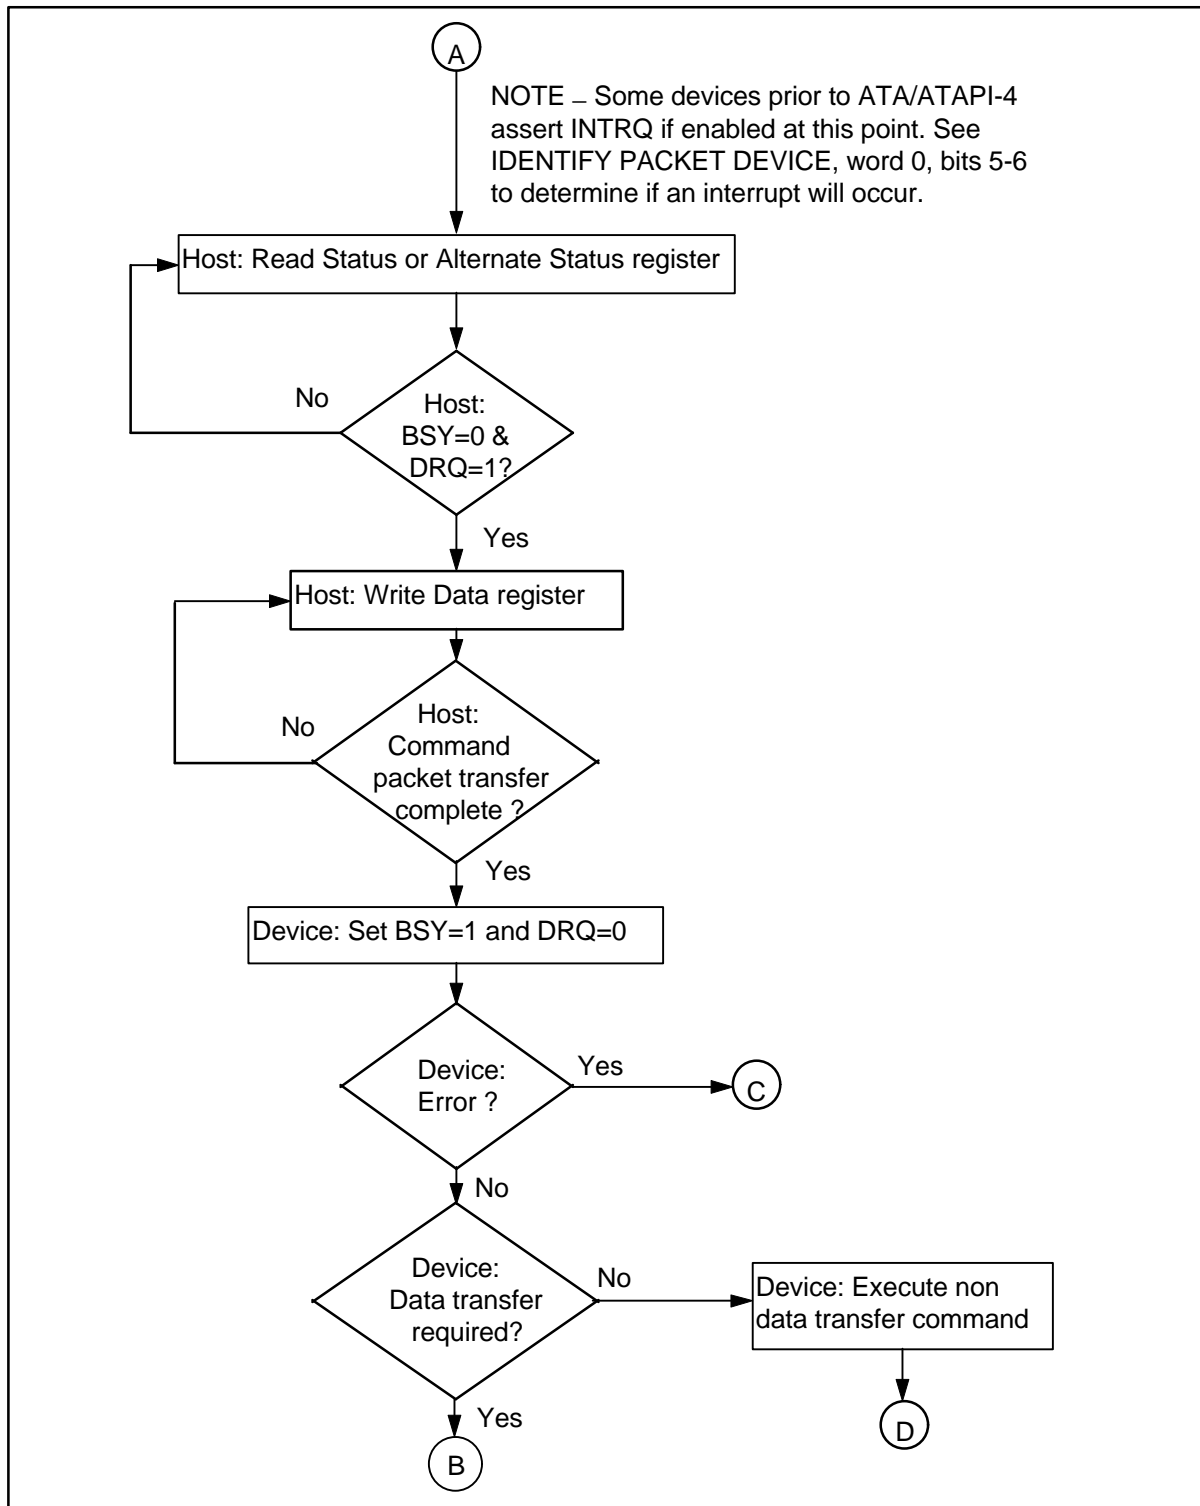 A
NOTE – Some devices prior to ATA/ATAPI-4
assert INTRQ if enabled at this point. See
IDENTIFY PACKET DEVICE, word 0, bits 5-6
to determine if an interrupt will occur.
Host: Read Status or Alternate Status register
No
Host:
BSY=0 &
DRQ=1?
Yes
Host: Write Data register
No
Host:
Command
packet transfer
complete ?
Yes
Device: Set BSY=1 and DRQ=0
Device:
Error ?
Yes
C
No
Device:
Data transfer
required?
No
Device: Execute non
data transfer command
Yes
B
D